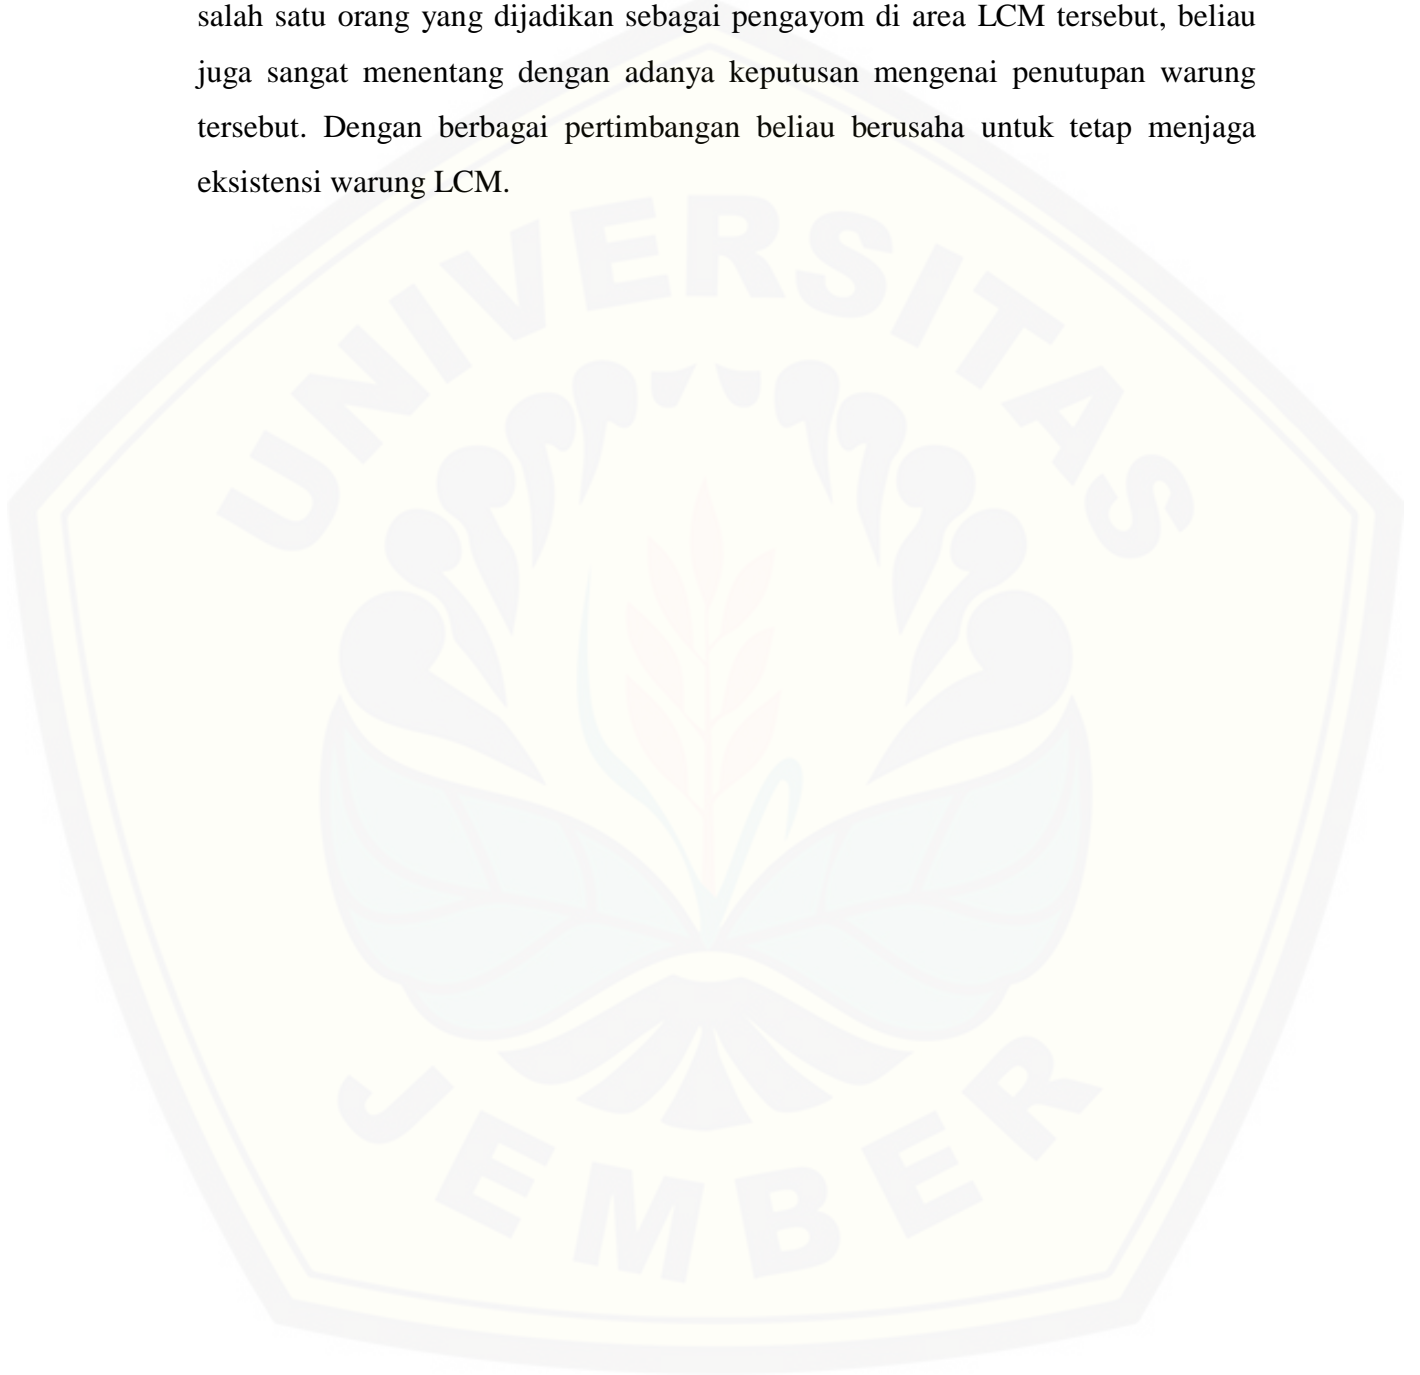 salah satu orang yang dijadikan sebagai pengayom di area LCM tersebut, beliau
juga sangat menentang dengan adanya keputusan mengenai penutupan warung
tersebut. Dengan berbagai pertimbangan beliau berusaha untuk tetap menjaga
eksistensi warung LCM.
UNIVERSITAS
JEMBER